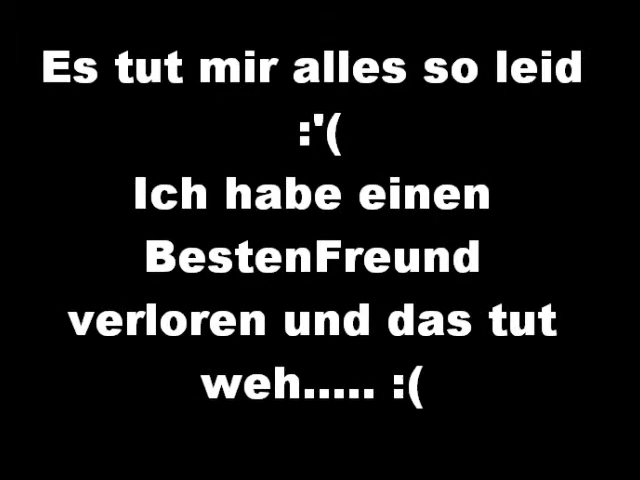 Es tut mir alles so leid
:'(
Ich habe einen
BestenFreund
verloren und das tut
weh..... :(